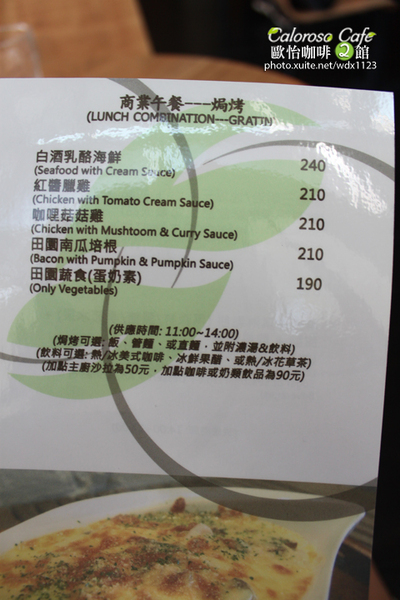 Caloroso Cafe
歐怡咖啡2館
photo.xuite.net/wdx1123
商業午餐---焗烤
(LUNCH COMBINATION---GRATIN)
白酒乳酪海鮮 240
(Seafood with Cream Sauce)
紅醬臘雞 210
(Chicken with Tomato Cream Sauce)
咖哩菇菇雞 210
(Chicken with Mushtoom & Curry Sauce)
田園南瓜培根 210
(Bacon with Pumpkin & Pumpkin Sauce)
田園蔬食(蛋奶素) 190
(Only Vegetables)
(供應時間: 11:00~14:00)
(焗烤可選: 飯、管麵、或直麵，並附濃湯&飲料)
(飲料可選: 熱/冰美式咖啡、冰鮮果醋、或熱/冰花草茶)
(加點主廚沙拉為50元，加點咖啡或奶類飲品為90元)